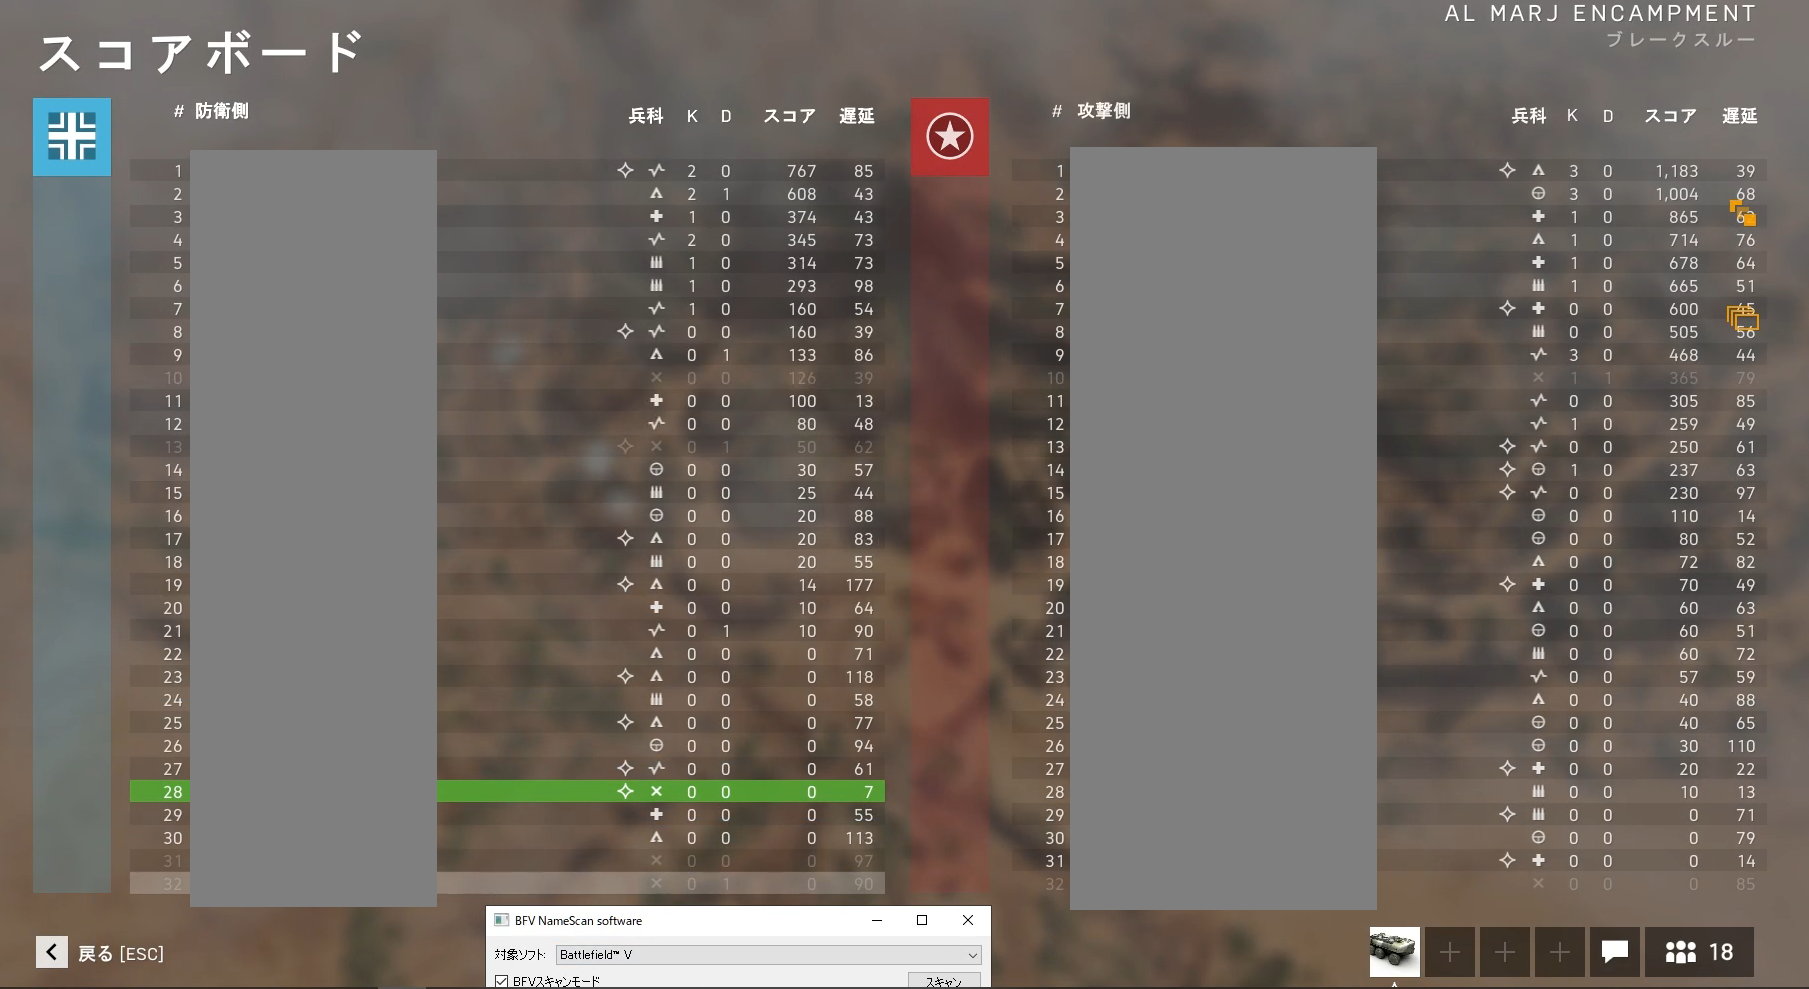 AL MARJ ENCAMPMENT
ブレークスルー
スコアボード
# 防衛側 兵科 K D スコア 遅延
1 2 0 767 85
2 2 1 608 43
3 1 0 374 43
4 2 0 345 73
5 1 0 314 73
6 1 0 293 98
7 1 0 160 54
8 0 0 160 39
9 0 1 133 86
10 0 0 126 39
11 0 0 100 13
12 0 0 80 48
13 0 1 50 62
14 0 0 30 57
15 0 0 25 44
16 0 0 20 88
17 0 0 20 83
18 0 0 20 55
19 0 0 14 177
20 0 0 10 64
21 0 1 10 90
22 0 0 0 71
23 0 0 0 118
24 0 0 0 58
25 0 0 0 77
26 0 0 0 94
27 0 0 0 61
28 0 0 0 7
29 0 0 0 55
30 0 0 0 113
31 0 0 0 97
32 0 1 0 90
# 攻撃側 兵科 K D スコア 遅延
1 3 0 1,183 39
2 3 0 1,004 68
3 1 0 865
4 1 0 714 76
5 1 0 678 64
6 1 0 665 51
7 0 0 600
8 0 0 505
9 3 0 468 44
10 1 1 365 79
11 0 0 305 85
12 1 0 259 49
13 0 0 250 61
14 1 0 237 63
15 0 0 230 97
16 0 0 110 14
17 0 0 80 52
18 0 0 72 82
19 0 0 70 49
20 0 0 60 63
21 0 0 60 51
22 0 0 60 72
23 0 0 57 59
24 0 0 40 88
25 0 0 40 65
26 0 0 30 110
27 0 0 20 22
28 0 0 10 13
29 0 0 0 71
30 0 0 0 79
31 0 0 0 14
32 0 0 0 85
BFV NameScan software
対象ソフト: Battlefield™ V
BFVスキャンモード スキャン
戻る [ESC]
18